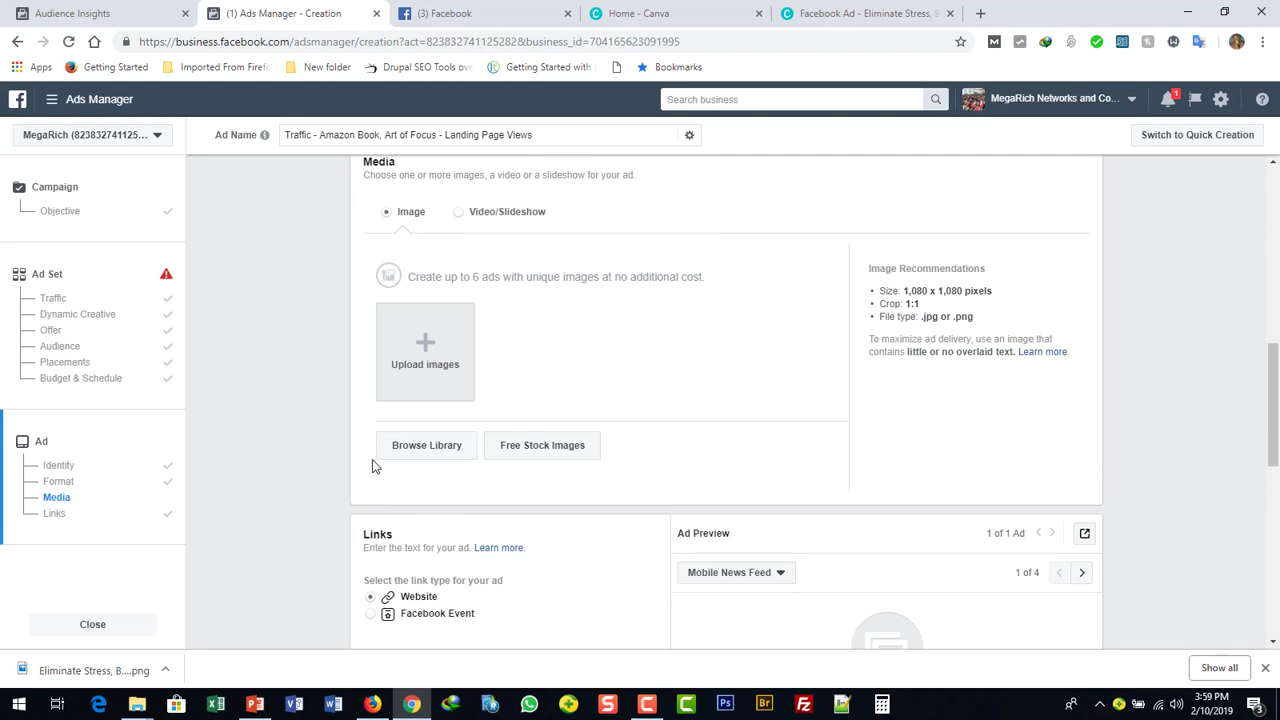 Audience Insights
(1) Ads Manager - Creation
(3) Facebook
Home - Canva
Facebook Ad - Eliminate Stress, B
https://business.facebook.com/adsmanager/creation?act=823832741125282&business_id=704165623091995
Apps
Getting Started
Imported From Firefo
New folder
Drupal SEO Tools ove
Getting Started with
Bookmarks
Ads Manager
Search business
MegaRich Networks and Co...
1
MegaRich (823832741125...
Ad Name
Traffic - Amazon Book, Art of Focus - Landing Page Views
Switch to Quick Creation
Campaign
Objective
Ad Set
Traffic
Dynamic Creative
Offer
Audience
Placements
Budget & Schedule
Ad
Identity
Format
Media
Links
Close
Media
Choose one or more images, a video or a slideshow for your ad.
Image
Video/Slideshow
Create up to 6 ads with unique images at no additional cost.
Upload images
Browse Library
Free Stock Images
Image Recommendations
• Size: 1,080 x 1,080 pixels
• Crop: 1:1
• File type: .jpg or .png
To maximize ad delivery, use an image that
contains little or no overlaid text. Learn more.
Links
Enter the text for your ad. Learn more.
Select the link type for your ad
Website
Facebook Event
Ad Preview
1 of 1 Ad
Mobile News Feed
1 of 4
Eliminate Stress, B....png
Show all
3:59 PM
2/10/2019